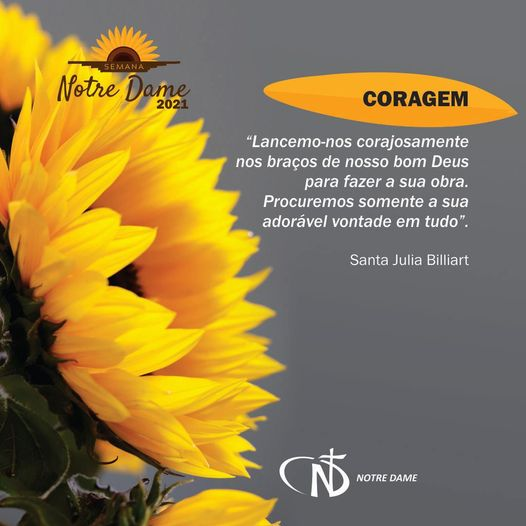 SEMANA
Notre Dame
2021
CORAGEM
“Lancemo-nos corajosamente
nos braços de nosso bom Deus
para fazer a sua obra.
Procuremos somente a sua
adorável vontade em tudo”.
Santa Julia Billiart
ND
NOTRE DAME